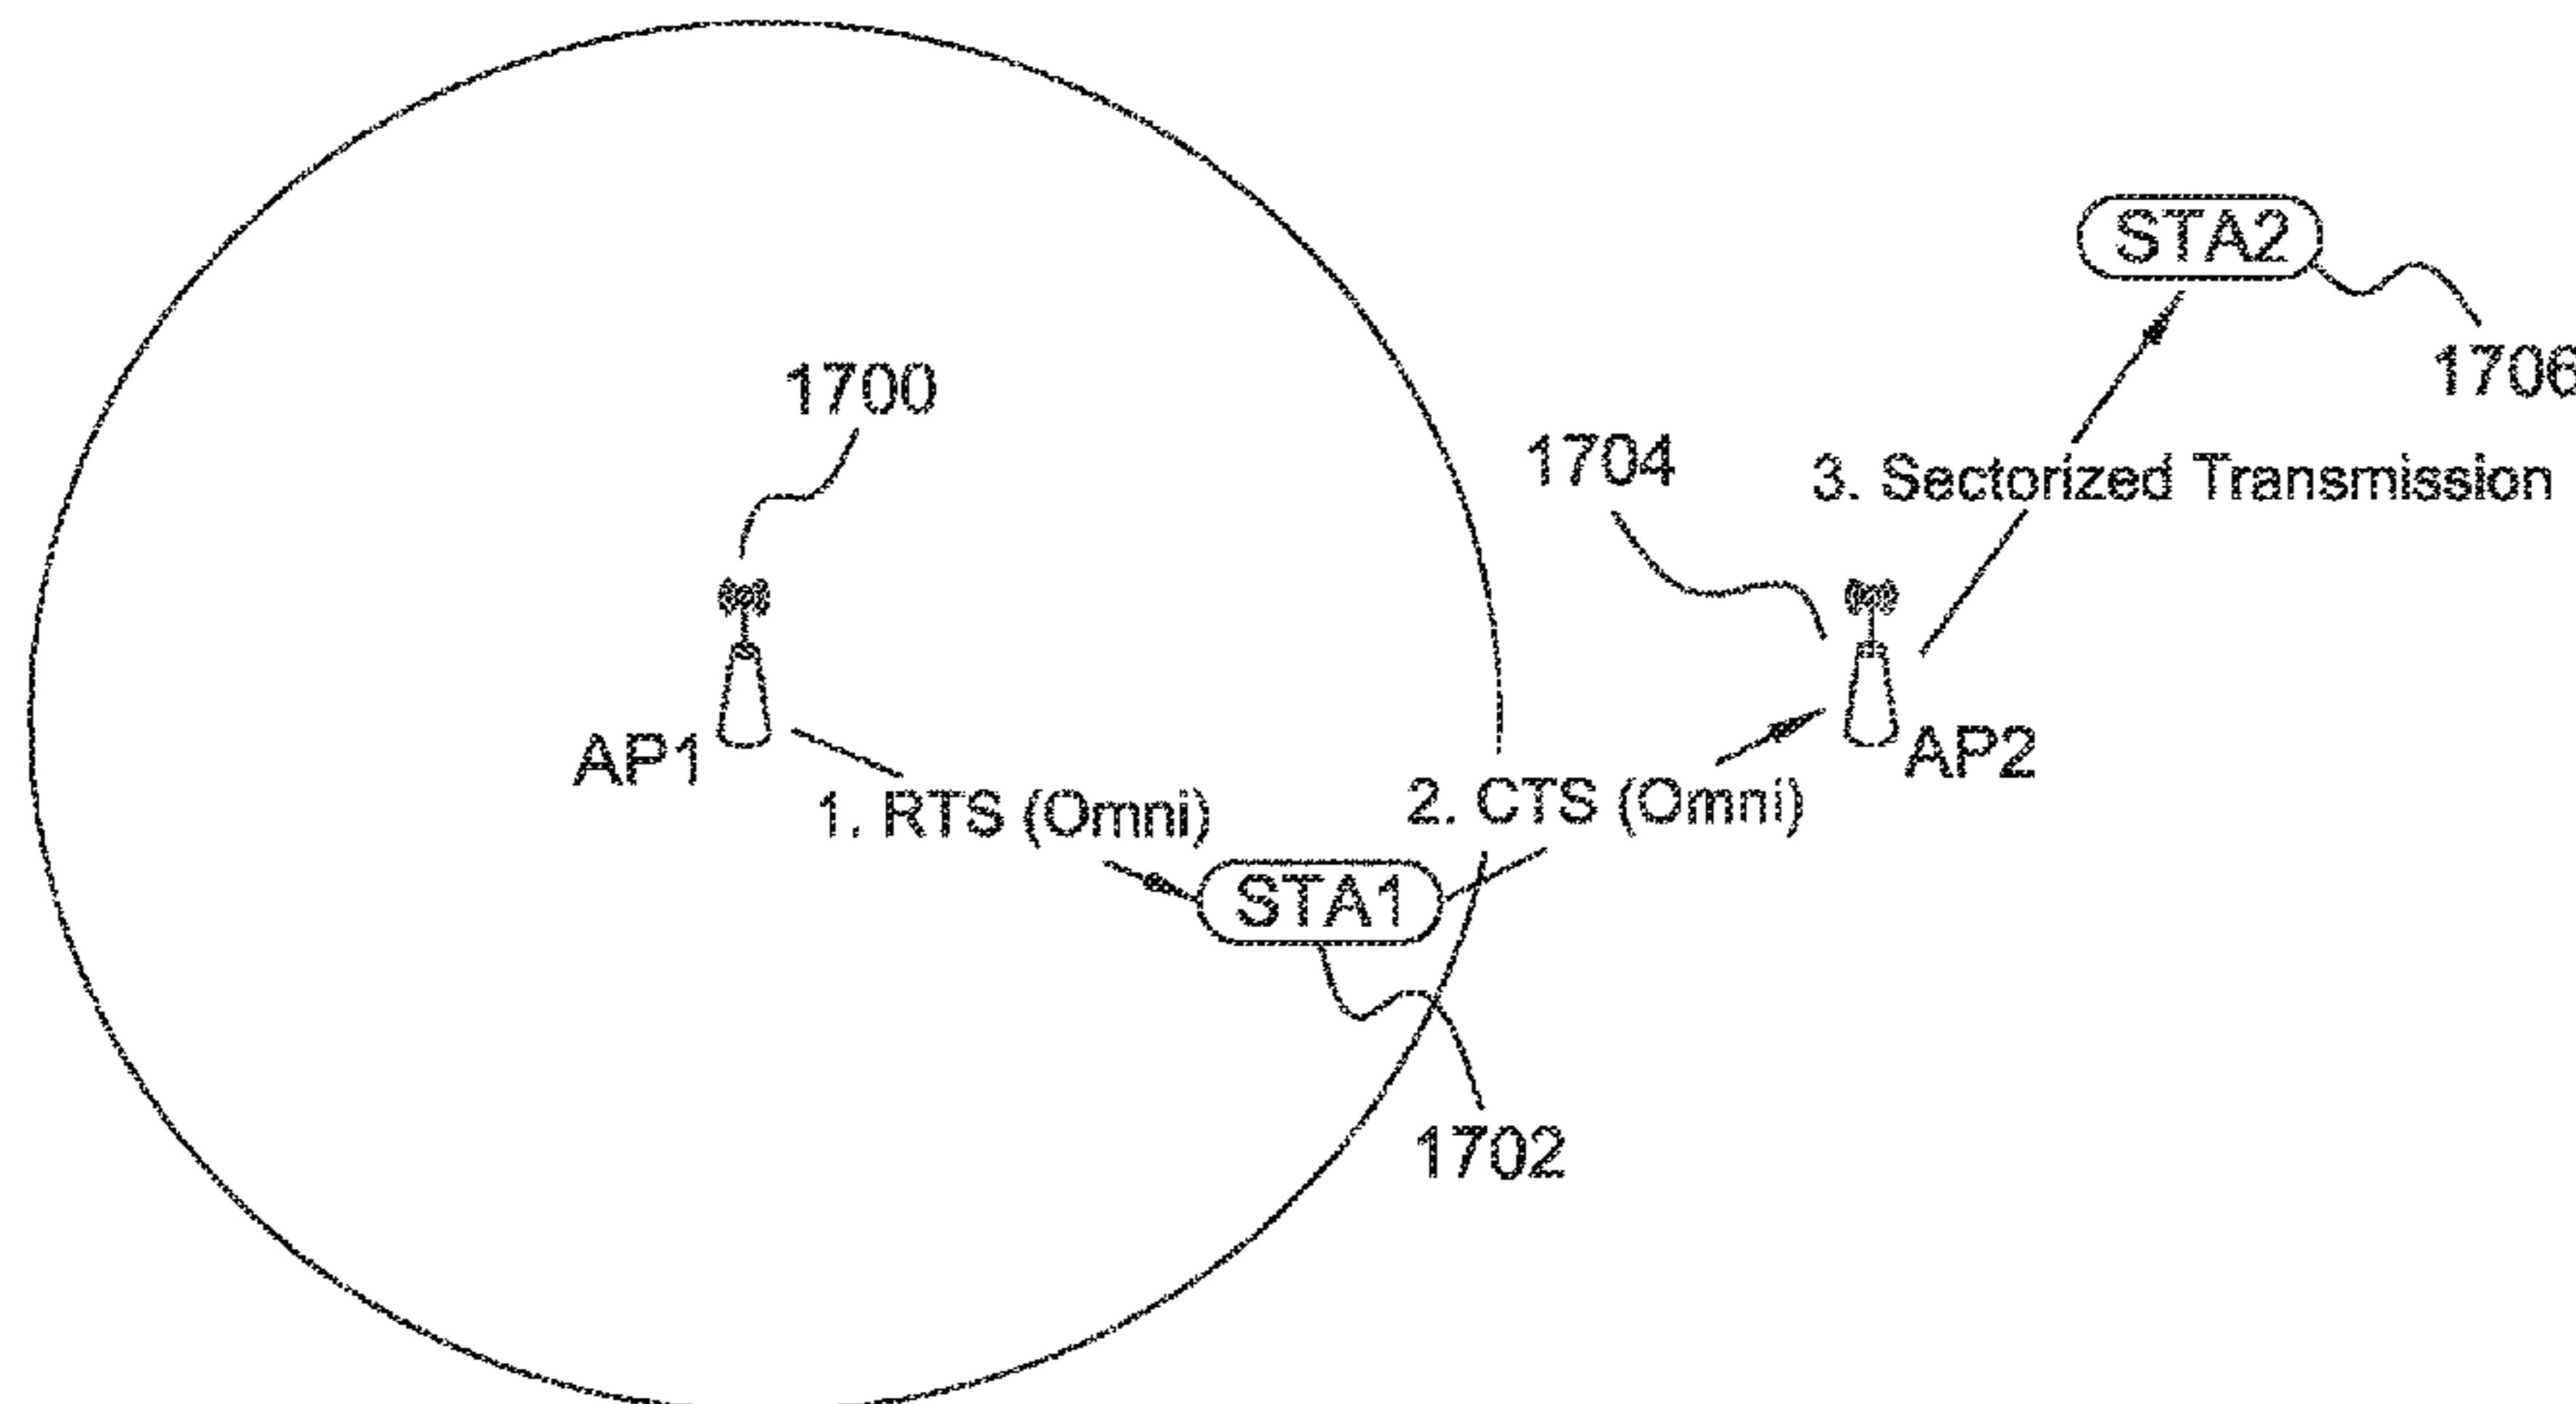 STA2
1706
1700
1704
3. Sectorized Transmission
AP1
AP2
1. RTS (Omni)
2. CTS (Omni)
STA1
1702